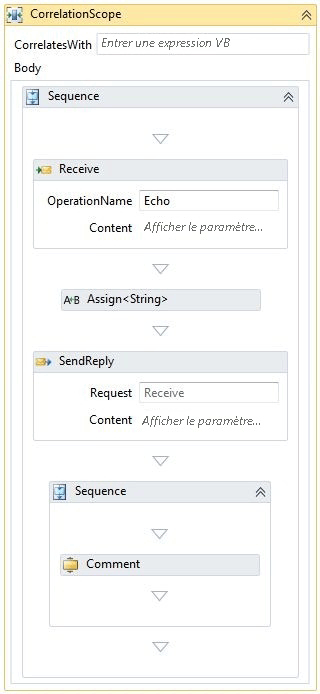 CorrelationScope
CorrelatesWith Entrer une expression VB
Body
Sequence
Receive
OperationName Echo
Content Afficher le paramètre...
A+B Assign<String>
SendReply
Request Receive
Content Afficher le paramètre...
Sequence
Comment